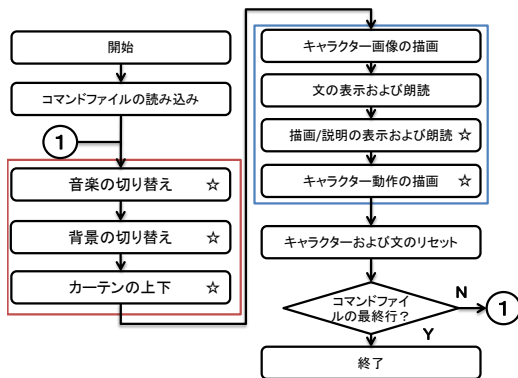 開始
コマンドファイルの読み込み
1
音楽の切り替え ☆
背景の切り替え ☆
カーテンの上下 ☆
キャラクター画像の描画
文の表示および朗読
描画/説明の表示および朗読 ☆
キャラクター動作の描画 ☆
キャラクターおよび文のリセット
コマンドファイ
ルの最終行？
N
1
Y
終了